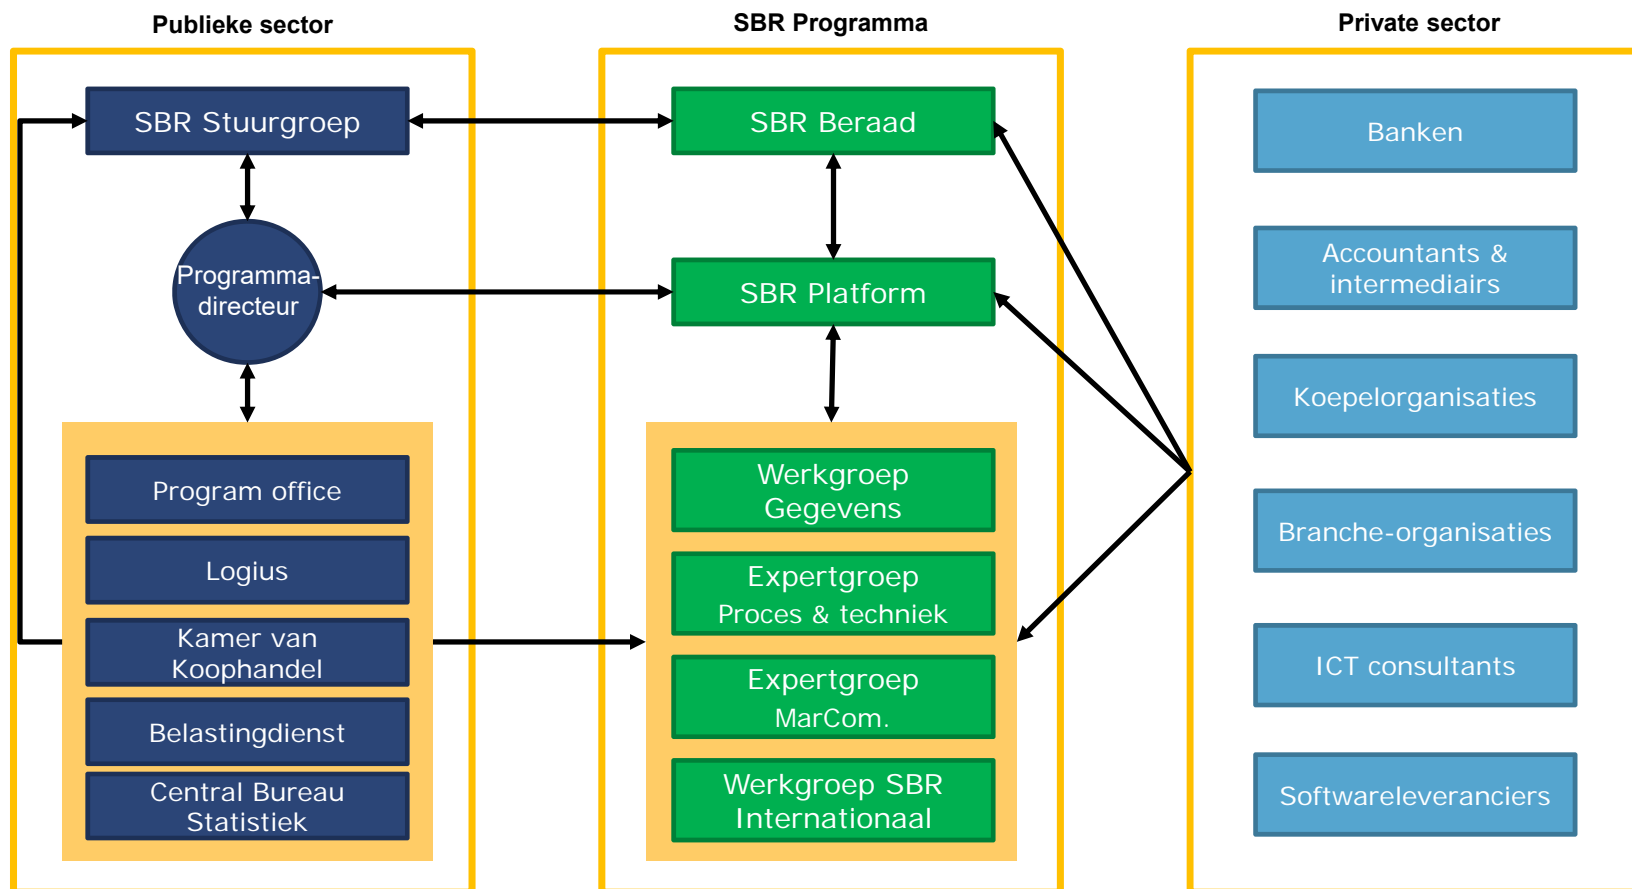 Publieke sector
SBR Stuurgroep
Programma-
directeur
Program office
Logius
Kamer van
Koophandel
Belastingdienst
Central Bureau
Statistiek
SBR Programma
SBR Beraad
SBR Platform
Werkgroep
Gegevens
Expertgroep
Proces & techniek
Expertgroep
MarCom.
Werkgroep SBR
Internationaal
Private sector
Banken
Accountants &
intermediairs
Koepelorganisaties
Branche-organisaties
ICT consultants
Softwareleveranciers